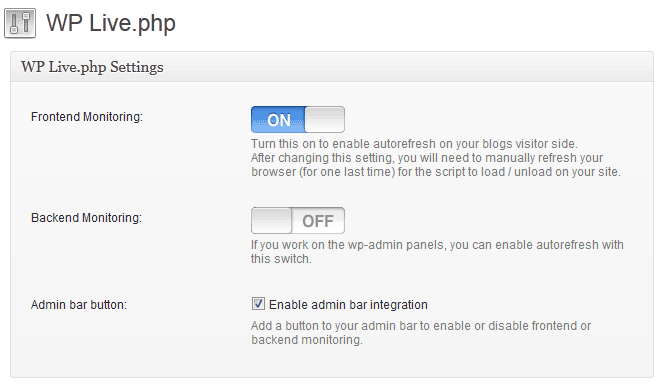 WP Live.php
WP Live.php Settings
Frontend Monitoring:
ON
Turn this on to enable autorefresh on your blogs visitor side.
After changing this setting, you will need to manually refresh your
browser (for one last time) for the script to load / unload on your site.
Backend Monitoring:
OFF
If you work on the wp-admin panels, you can enable autorefresh with
this switch.
Admin bar button:
Enable admin bar integration
Add a button to your admin bar to enable or disable frontend or
backend monitoring.